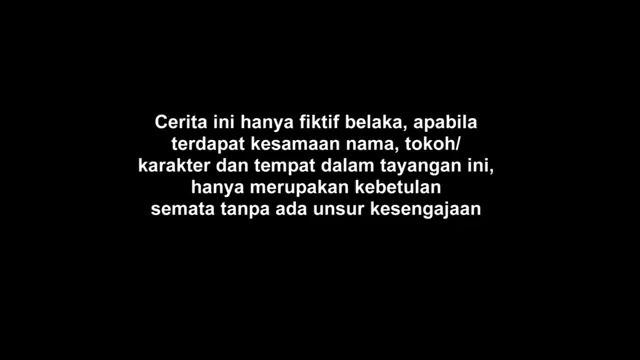 Cerita ini hanya fiktif belaka, apabila
terdapat kesamaan nama, tokoh/
karakter dan tempat dalam tayangan ini,
hanya merupakan kebetulan
semata tanpa ada unsur kesengajaan